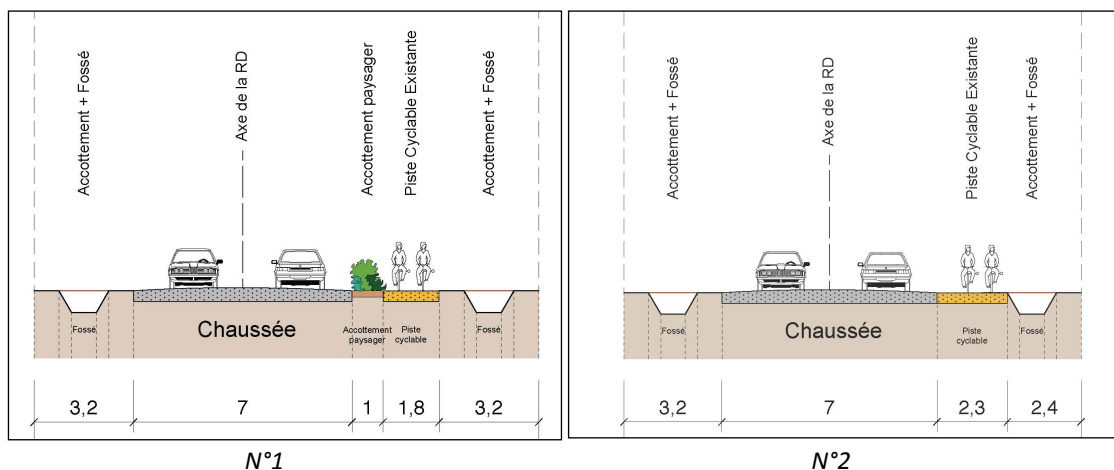 Accottement + Fossé
Axe de la RD
Accottement paysager
Piste Cyclable Existante
Accottement + Fossé
Fossé
Chaussée
Accottement
paysager
Piste
cyclable
Fossé
3,2
7
1
1,8
3,2
N°1
Accottement + Fossé
Axe de la RD
Piste Cyclable Existante
Accottement + Fossé
Fossé
Chaussée
Piste
cyclable
Fossé
3,2
7
2,3
2,4
N°2